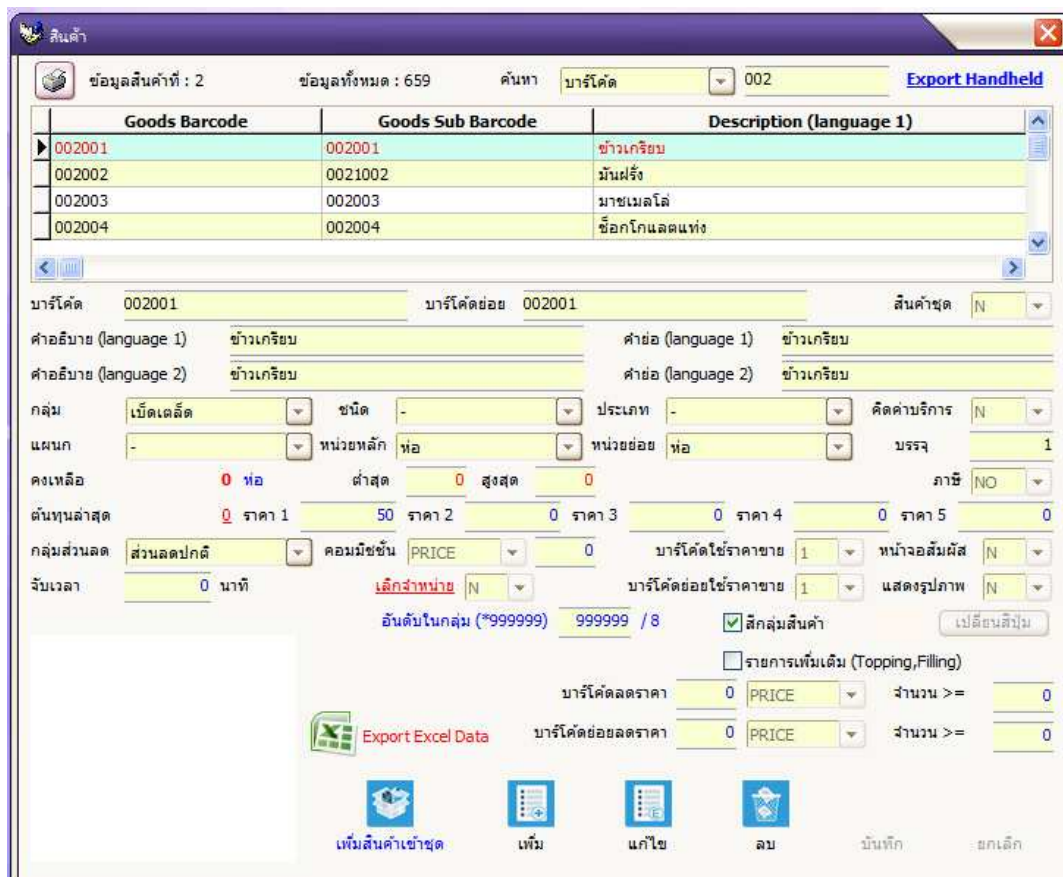 สินค้า
ข้อมูลสินค้าที่ : 2 ข้อมูลทั้งหมด : 659 ค้นหา บาร์โค้ด 002 Export Handheld
Goods Barcode Goods Sub Barcode Description (language 1)
002001 002001 ข้าวเกรียบ
002002 0021002 มันฝรั่ง
002003 002003 มาชเมลโล่
002004 002004 ช็อกโกแลตแท่ง
บาร์โค้ด 002001 บาร์โค้ดย่อย 002001 สินค้าชุด N
คำอธิบาย (language 1) ข้าวเกรียบ คำย่อ (language 1) ข้าวเกรียบ
คำอธิบาย (language 2) ข้าวเกรียบ คำย่อ (language 2) ข้าวเกรียบ
กลุ่ม เบ็ดเตล็ด ชนิด - ประเภท - คิดค่าบริการ N
แผนก - หน่วยหลัก ห่อ หน่วยย่อย ห่อ บรรจุ 1
คงเหลือ 0 ห่อ ต่ำสุด 0 สูงสุด 0 ภาษี NO
ต้นทุนล่าสุด 0 ราคา 1 50 ราคา 2 0 ราคา 3 0 ราคา 4 0 ราคา 5 0
กลุ่มส่วนลด ส่วนลดปกติ คอมมิชชั่น PRICE 0 บาร์โค้ดใช้ราคาขาย 1 หน้าจอสัมผัส N
จับเวลา 0 นาที เลิกจำหน่าย N บาร์โค้ดย่อยใช้ราคาขาย 1 แสดงรูปภาพ N
อันดับในกลุ่ม (*999999) 999999 / 8 สีกลุ่มสินค้า เปลี่ยนสีปุ่ม
รายการเพิ่มเติม (Topping,Filling)
บาร์โค้ดลดราคา 0 PRICE จำนวน >= 0
Export Excel Data บาร์โค้ดย่อยลดราคา 0 PRICE จำนวน >= 0
เพิ่มสินค้าเข้าชุด เพิ่ม แก้ไข ลบ บันทึก ยกเลิก